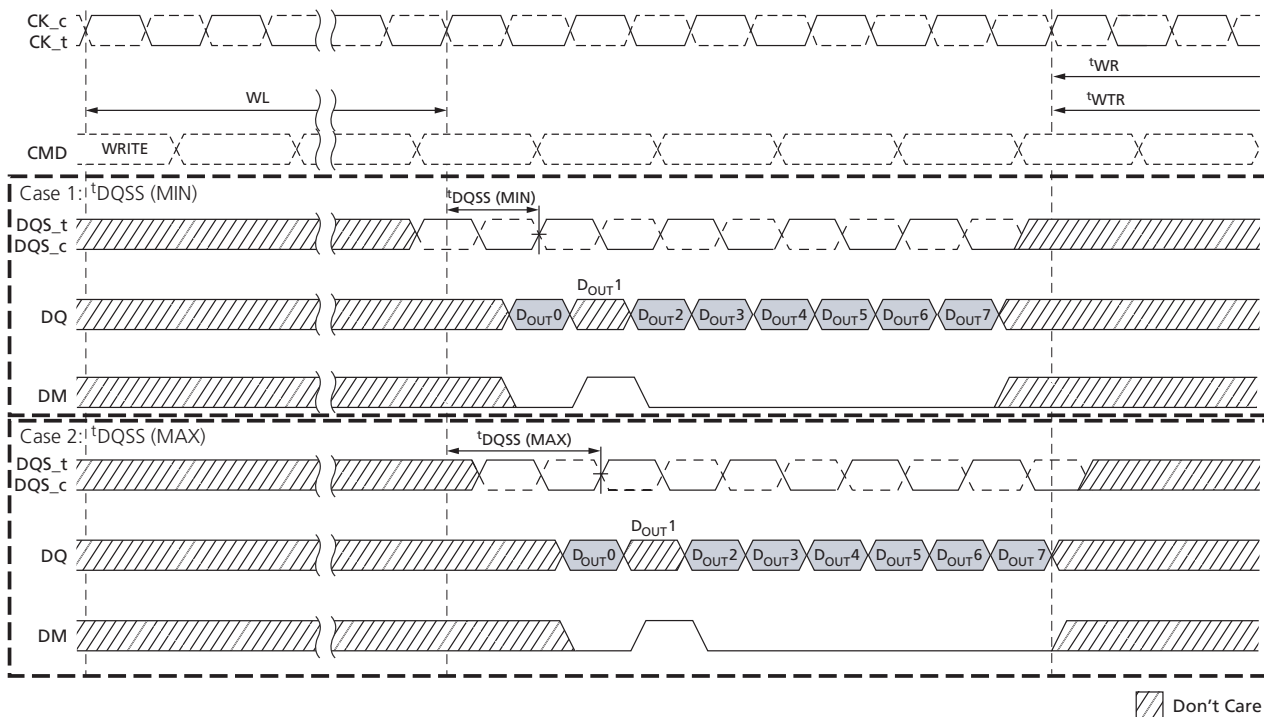 CK_c
CK_t
tWR
WL
tWTR
CMD
WRITE
Case 1: tDQSS (MIN)
tDQSS (MIN)
DQS_t
DQS_c
DOUT1
DQ
DOUT0
DOUT2
DOUT3
DOUT4
DOUT5
DOUT6
DOUT7
DM
Case 2: tDQSS (MAX)
tDQSS (MAX)
DQS_t
DQS_c
DOUT1
DQ
DOUT0
DOUT2
DOUT3
DOUT4
DOUT5
DOUT6
DOUT 7
DM
Don't Care